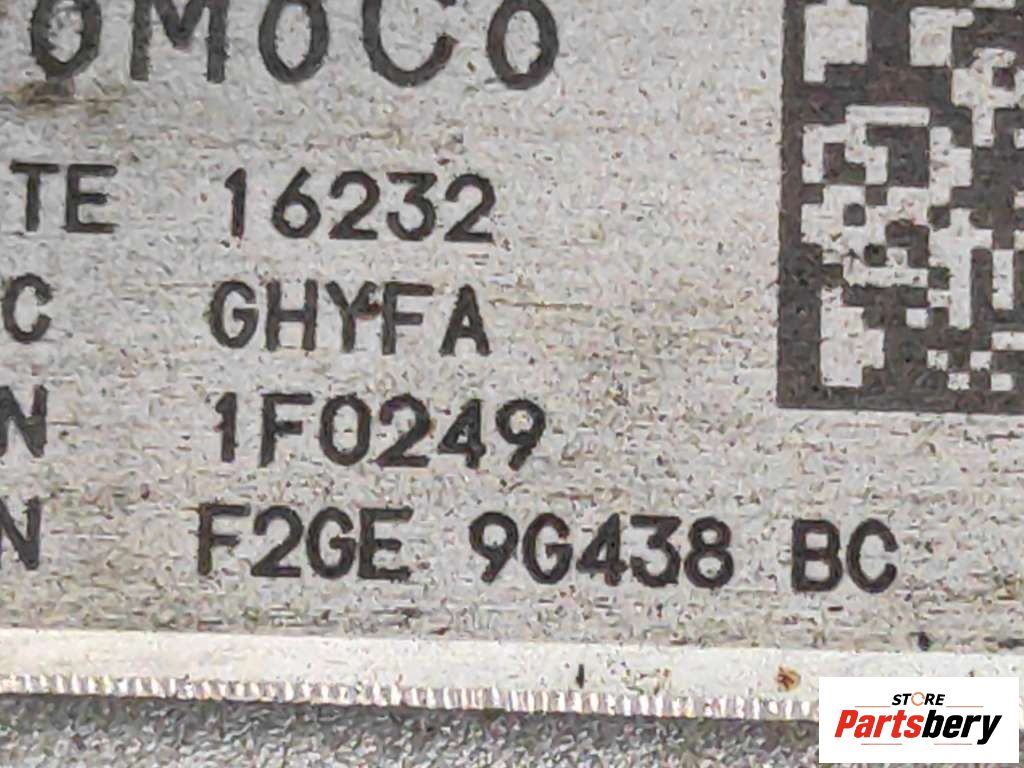 oMoCo
TE 16232
C GHYFA
N 1F0249
N F2GE 9G438 BC
STORE
Partsbery